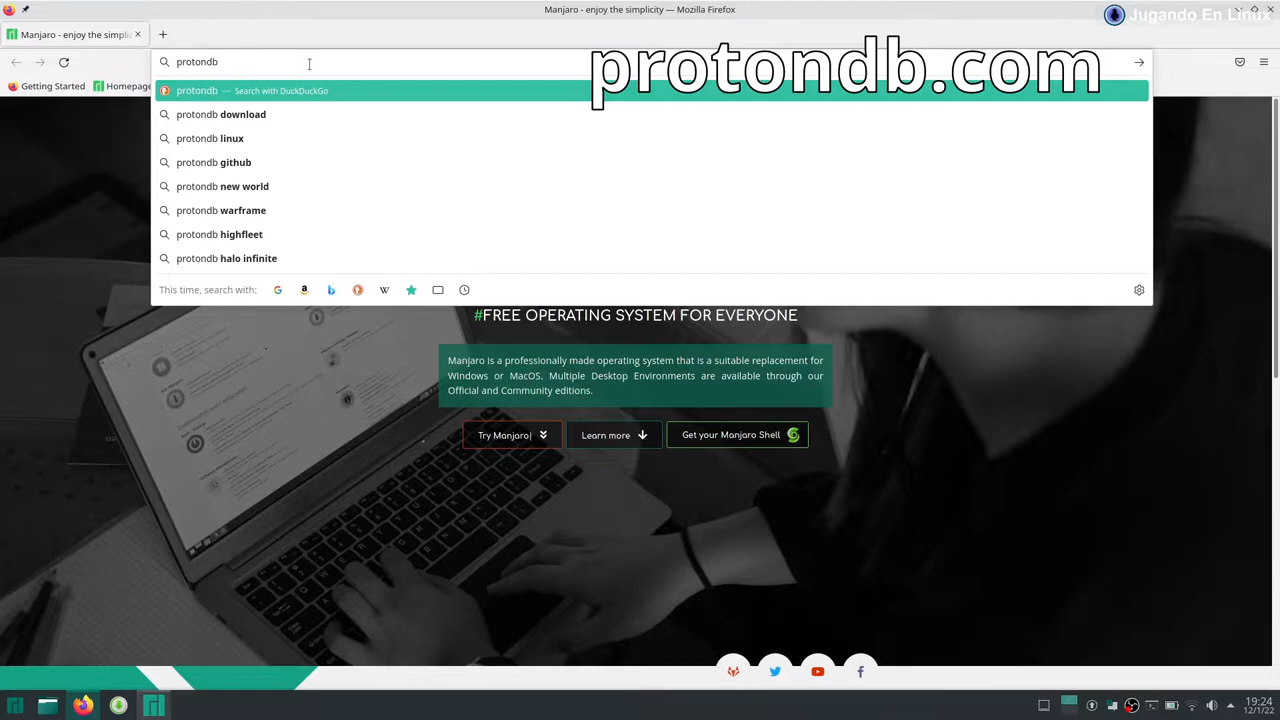 Manjaro - enjoy the simplicity — Mozilla Firefox
Jugando En Linux
Manjaro - enjoy the simplic
protondb
protondb.com
Getting Started
Homepage
protondb — Search with DuckDuckGo
protondb download
protondb linux
protondb github
protondb new world
protondb warframe
protondb highfleet
protondb halo infinite
This time, search with:
#FREE OPERATING SYSTEM FOR EVERYONE
Manjaro is a professionally made operating system that is a suitable replacement for
Windows or MacOS. Multiple Desktop Environments are available through our
Official and Community editions.
Try Manjaro|
Learn more
Get your Manjaro Shell
19:24
12/1/22